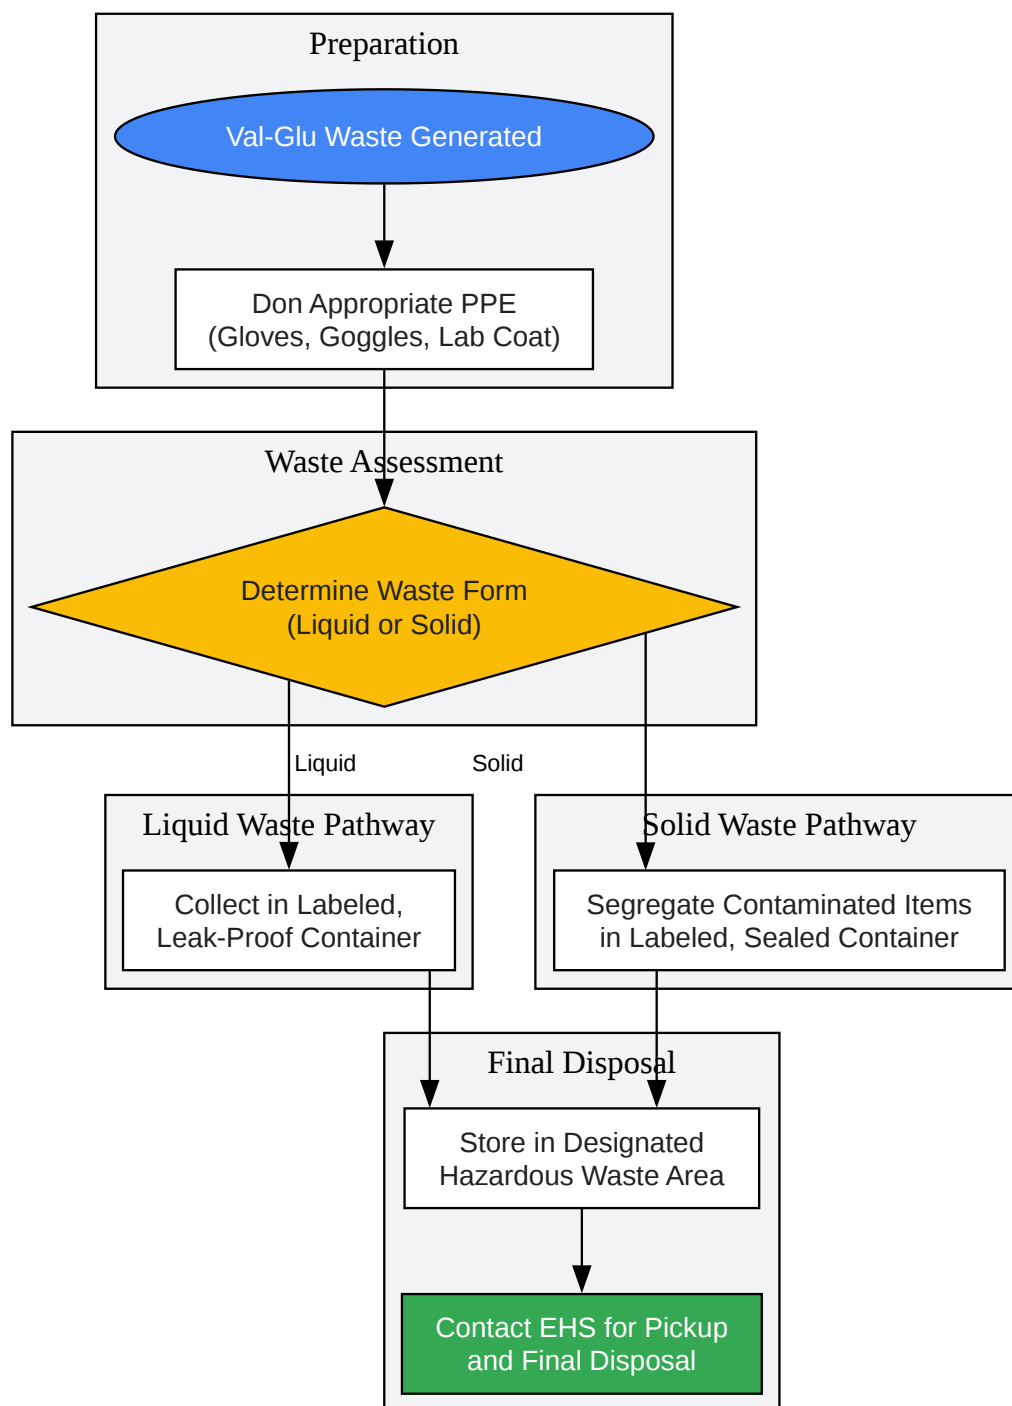 Preparation
Val-Glu Waste Generated
Don Appropriate PPE
(Gloves, Goggles, Lab Coat)
Waste Assessment
Determine Waste Form
(Liquid or Solid)
Liquid
Solid
Liquid Waste Pathway
Collect in Labeled,
Leak-Proof Container
Solid Waste Pathway
Segregate Contaminated Items
in Labeled, Sealed Container
Final Disposal
Store in Designated
Hazardous Waste Area
Contact EHS for Pickup
and Final Disposal